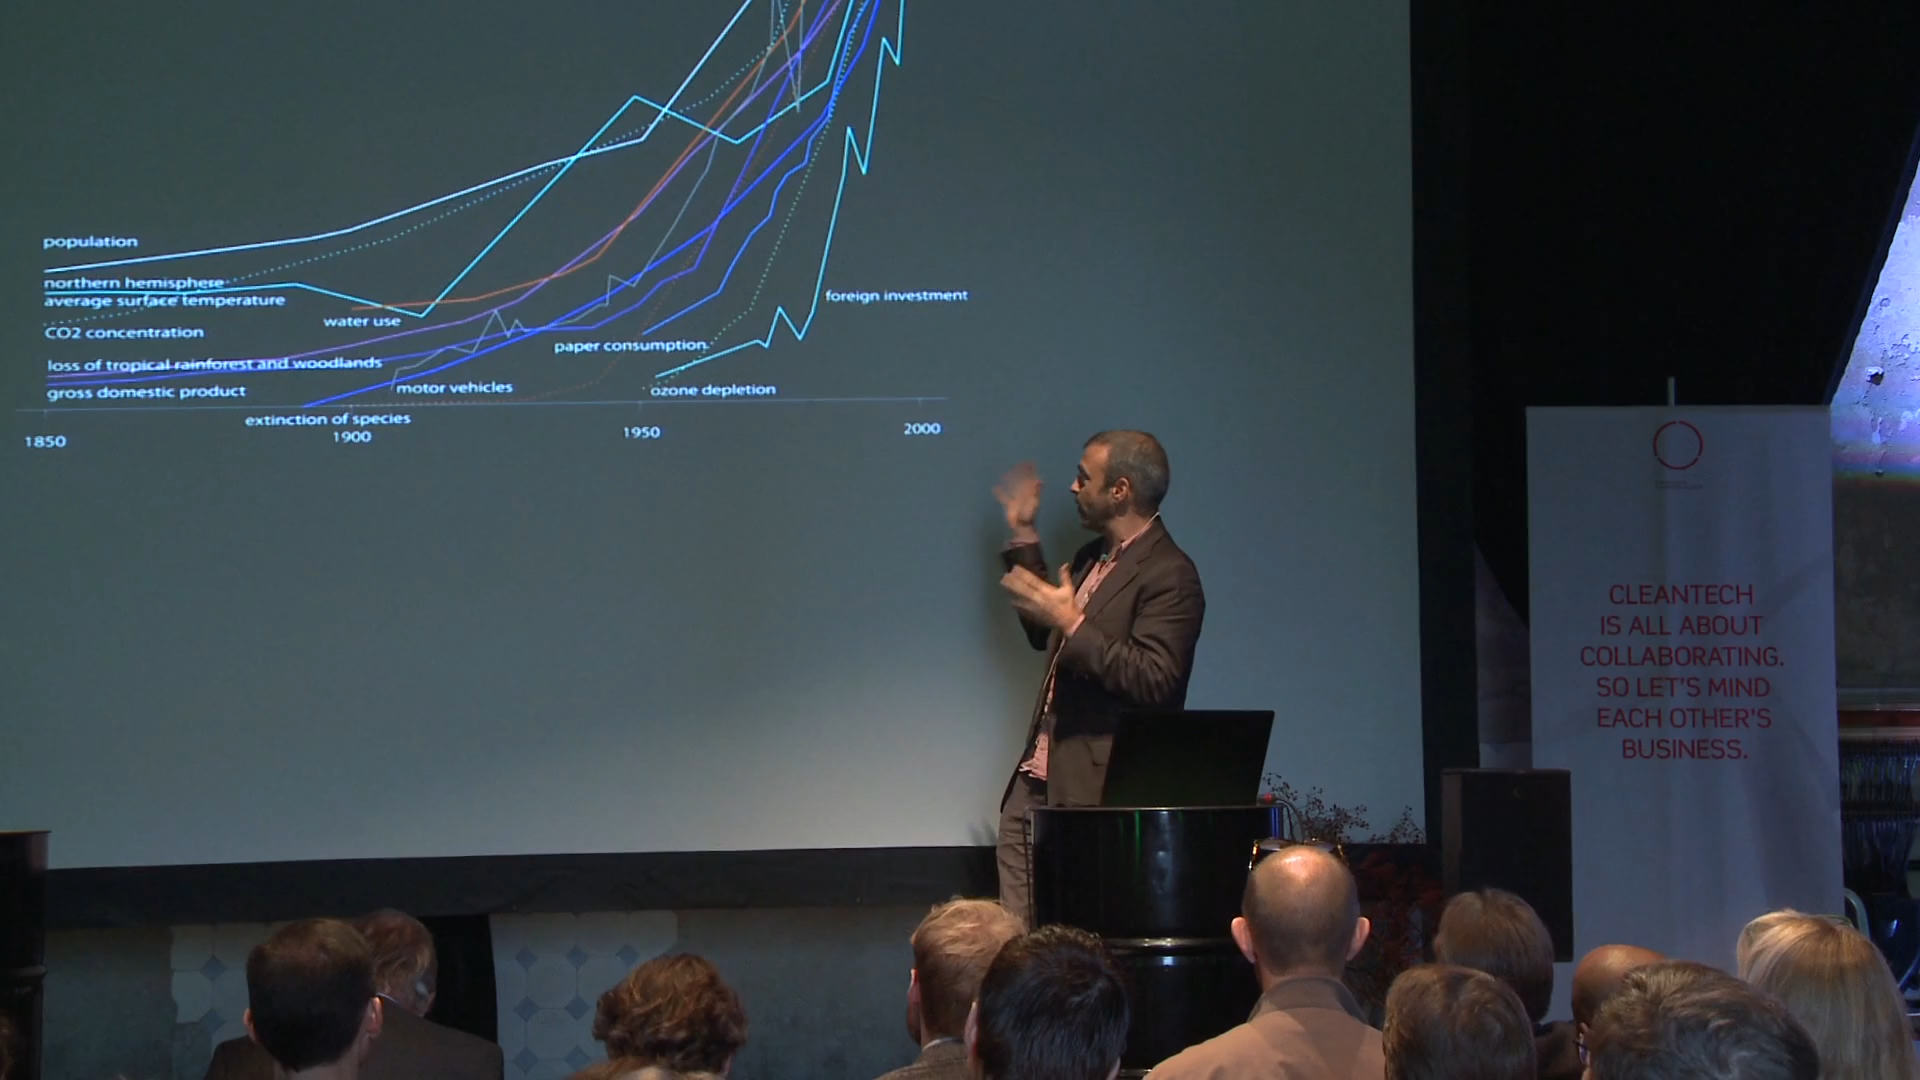 population
northern hemisphere
average surface temperature
CO2 concentration
water use
loss of tropical rainforest and woodlands
gross domestic product
motor vehicles
extinction of species
paper consumption
ozone depletion
foreign investment
1850
1900
1950
2000
CLEANTECH
IS ALL ABOUT
COLLABORATING.
SO LET'S MIND
EACH OTHER'S
BUSINESS.